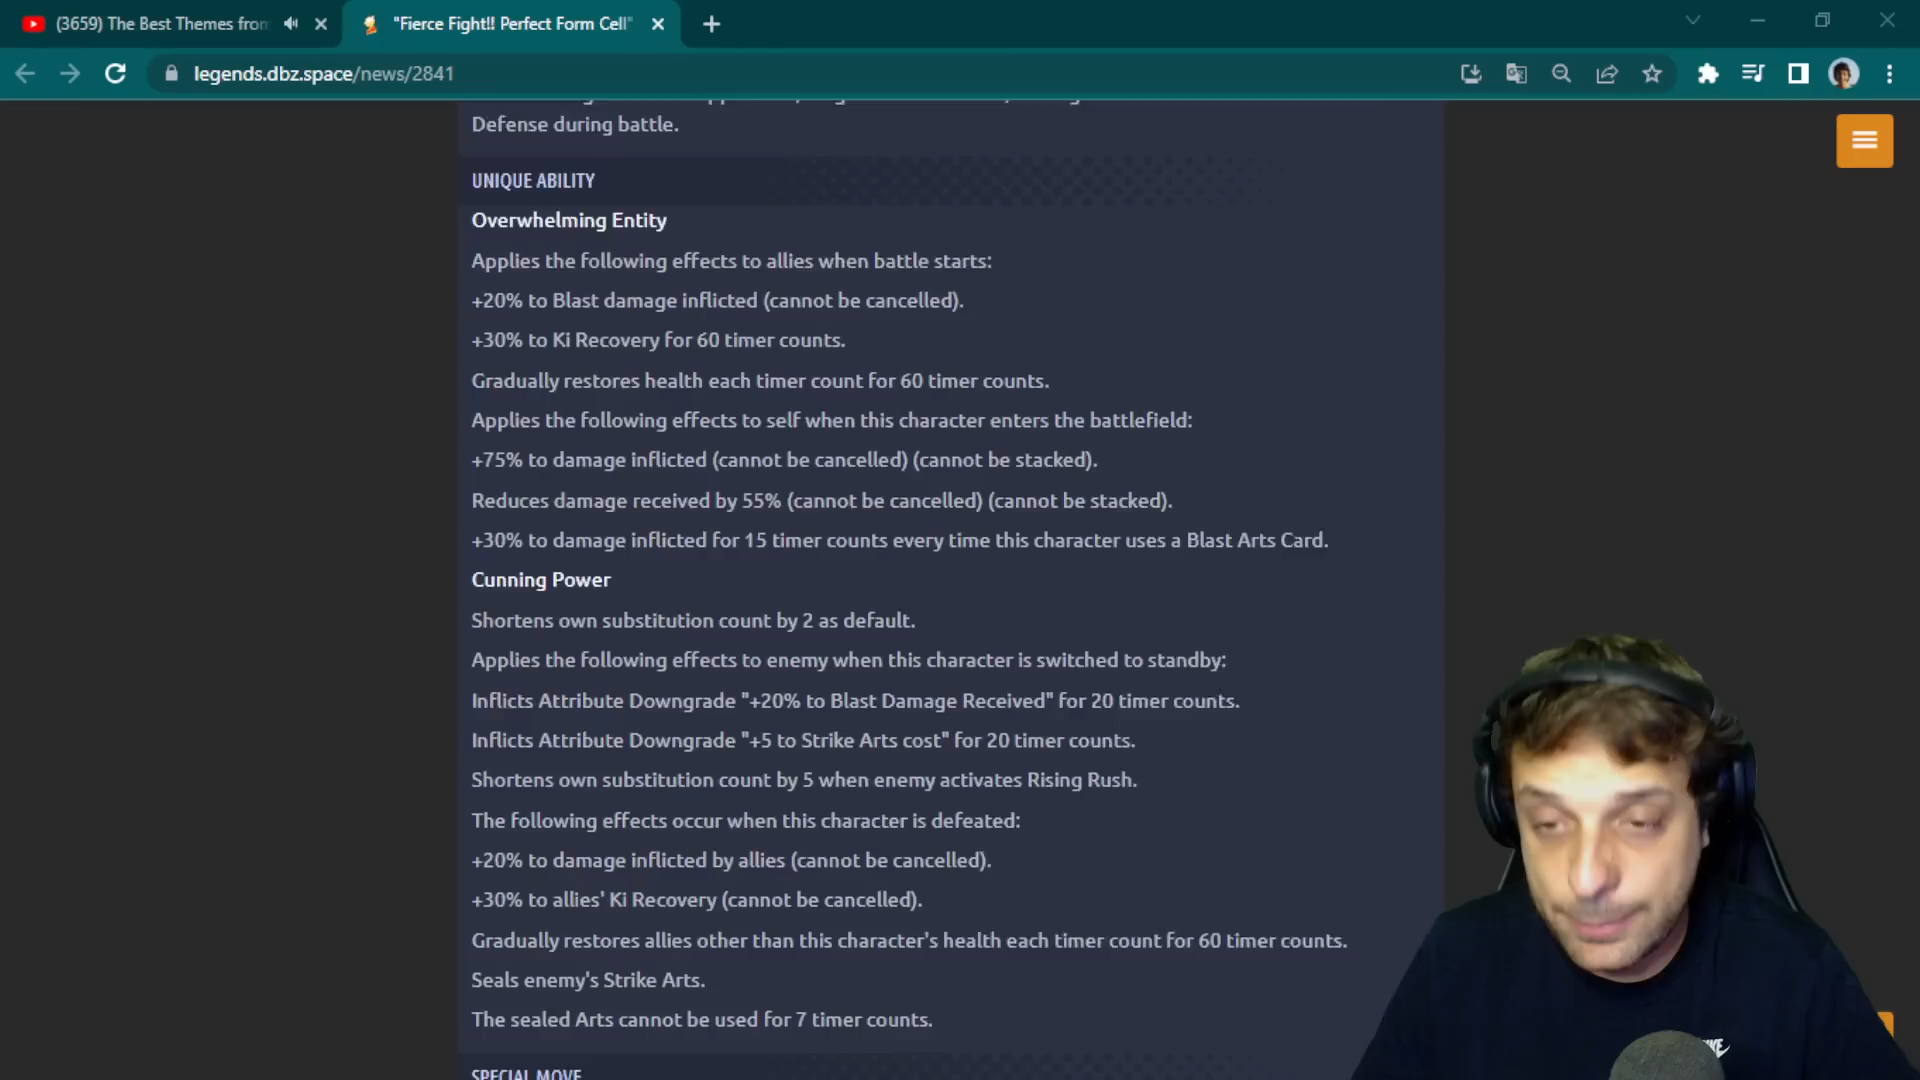 (3659) The Best Themes from
"Fierce Fight!! Perfect Form Cell"
legends.dbz.space/news/2841
Defense during battle.
UNIQUE ABILITY
Overwhelming Entity
Applies the following effects to allies when battle starts:
+20% to Blast damage inflicted (cannot be cancelled).
+30% to Ki Recovery for 60 timer counts.
Gradually restores health each timer count for 60 timer counts.
Applies the following effects to self when this character enters the battlefield:
+75% to damage inflicted (cannot be cancelled) (cannot be stacked).
Reduces damage received by 55% (cannot be cancelled) (cannot be stacked).
+30% to damage inflicted for 15 timer counts every time this character uses a Blast Arts Card.
Cunning Power
Shortens own substitution count by 2 as default.
Applies the following effects to enemy when this character is switched to standby:
Inflicts Attribute Downgrade "+20% to Blast Damage Received" for 20 timer counts.
Inflicts Attribute Downgrade "+5 to Strike Arts cost" for 20 timer counts.
Shortens own substitution count by 5 when enemy activates Rising Rush.
The following effects occur when this character is defeated:
+20% to damage inflicted by allies (cannot be cancelled).
+30% to allies' Ki Recovery (cannot be cancelled).
Gradually restores allies other than this character's health each timer count for 60 timer counts.
Seals enemy's Strike Arts.
The sealed Arts cannot be used for 7 timer counts.
SPECIAL MOVE